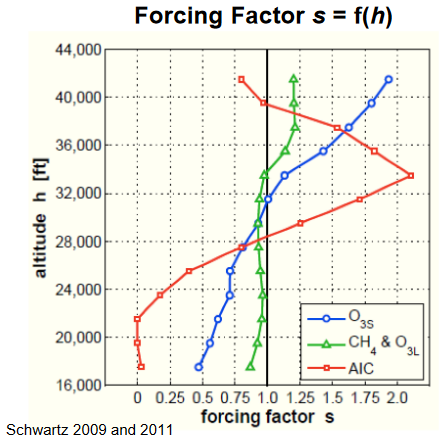 Forcing Factor s = f(h)
44,000
40,000
36,000
32,000
28,000
24,000
20,000
16,000
altitude h [ft]
O3S
CH4 & O3L
AIC
0 0.25 0.5 0.75 1.0 1.25 1.5 1.75 2.0
forcing factor s
Schwartz 2009 and 2011